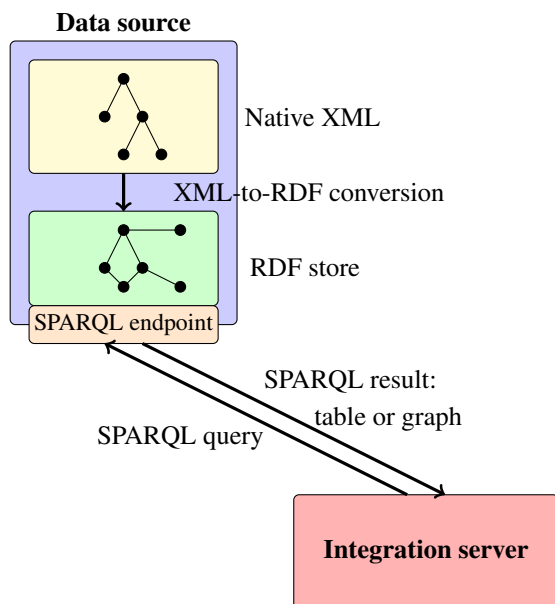 Data source
Native XML
XML-to-RDF conversion
RDF store
SPARQL endpoint
SPARQL result:
table or graph
SPARQL query
Integration server